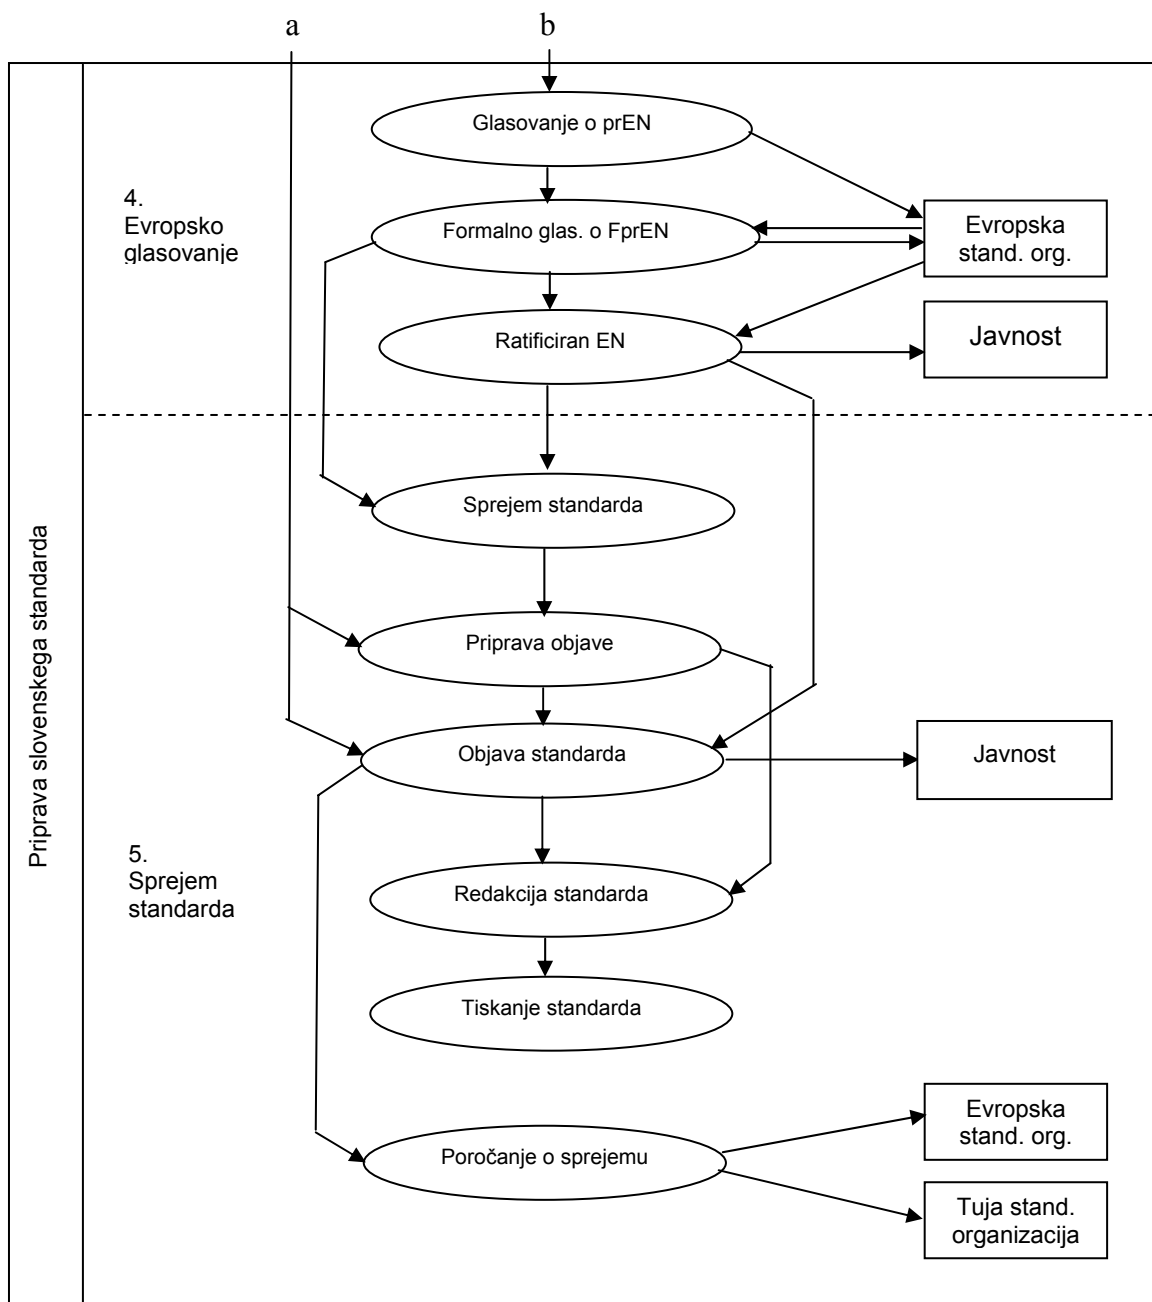 a
b
Priprava slovenskega standarda
4.
Evropsko
glasovanje
Glasovanje o prEN
Formalno glas. o FprEN
Evropska
stand. org.
Ratificiran EN
Javnost
5.
Sprejem
standarda
Sprejem standarda
Priprava objave
Objava standarda
Javnost
Redakcija standarda
Tiskanje standarda
Poročanje o sprejemu
Evropska
stand. org.
Tuja stand.
organizacija